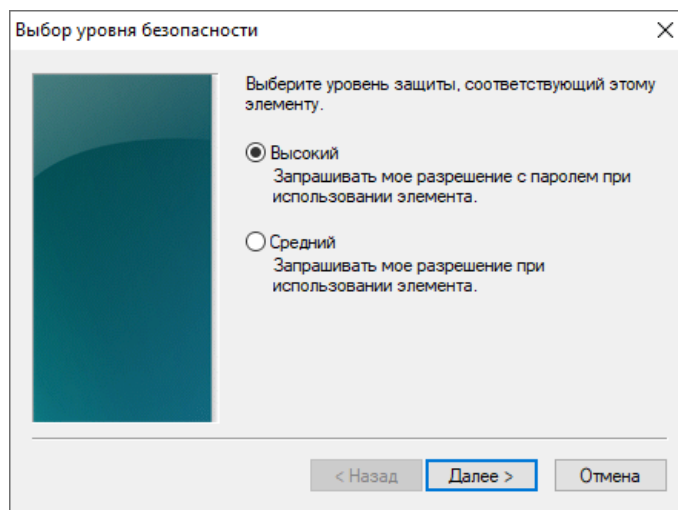 Выбор уровня безопасности
Выберите уровень защиты, соответствующий этому
элементу.
Высокий
Запрашивать мое разрешение с паролем при
использовании элемента.
Средний
Запрашивать мое разрешение при
использовании элемента.
< Назад
Далее >
Отмена